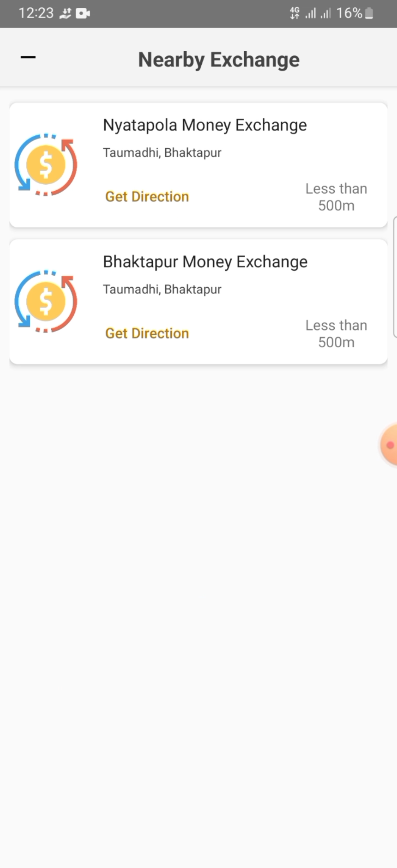 12:23 4G 16%
Nearby Exchange
Nyatapola Money Exchange
Taumadhi, Bhaktapur
Get Direction
Less than
500m
Bhaktapur Money Exchange
Taumadhi, Bhaktapur
Get Direction
Less than
500m